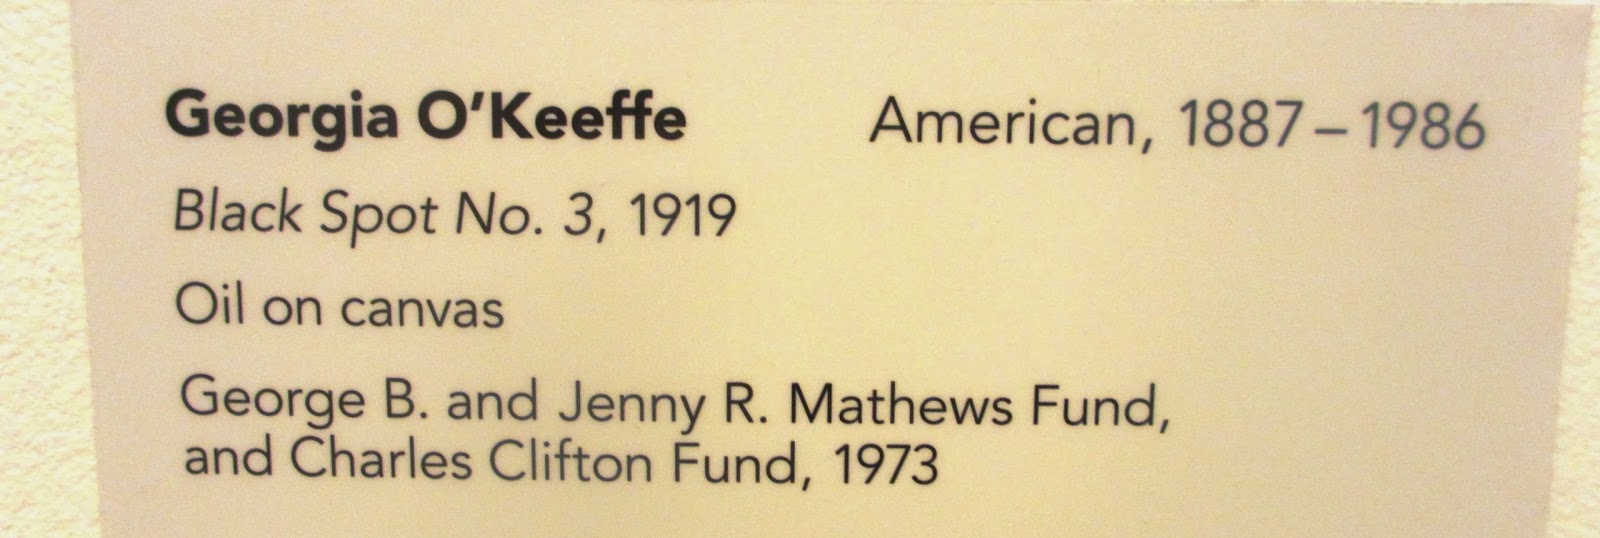 Georgia O'Keeffe American, 1887 – 1986
Black Spot No. 3, 1919
Oil on canvas
George B. and Jenny R. Mathews Fund,
and Charles Clifton Fund, 1973